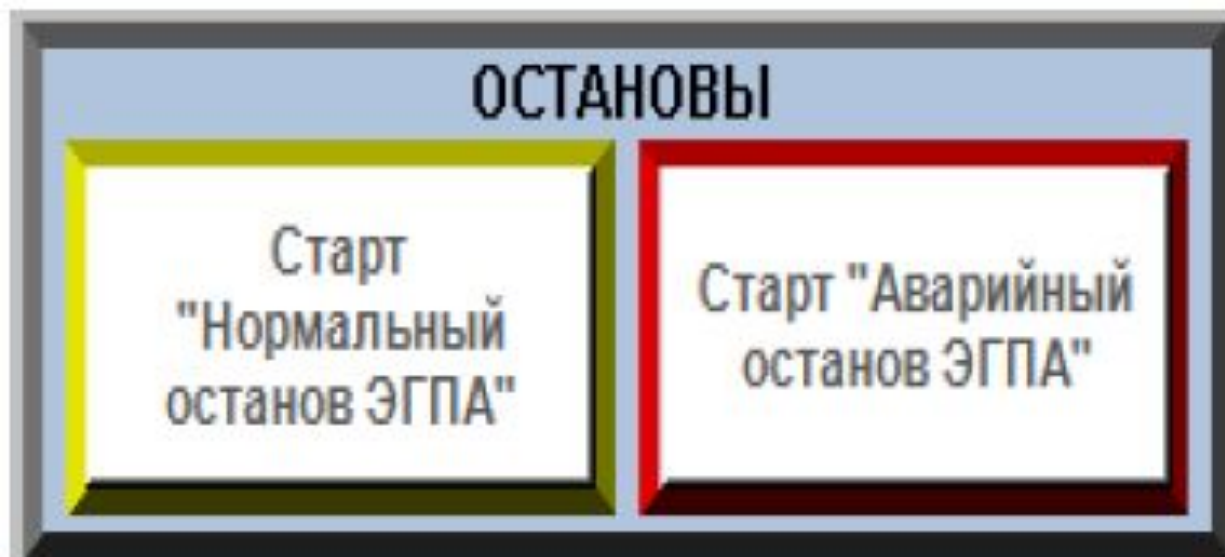 ОСТАНОВЫ
Старт
"Нормальный
останов ЭГПА"
Старт "Аварийный
останов ЭГПА"